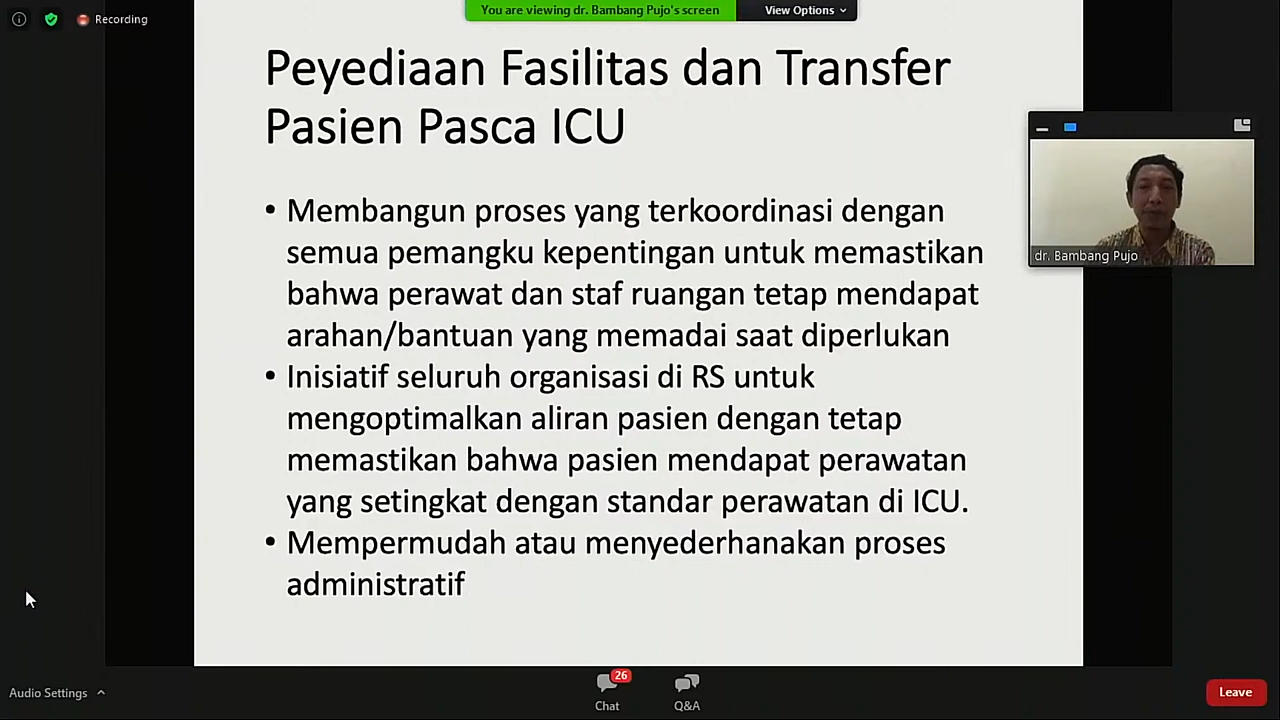 Recording
You are viewing dr. Bambang Pujo's screen
View Options
Peyediaan Fasilitas dan Transfer
Pasien Pasca ICU
• Membangun proses yang terkoordinasi dengan
semua pemangku kepentingan untuk memastikan
bahwa perawat dan staf ruangan tetap mendapat
arahan/bantuan yang memadai saat diperlukan
• Inisiatif seluruh organisasi di RS untuk
mengoptimalkan aliran pasien dengan tetap
memastikan bahwa pasien mendapat perawatan
yang setingkat dengan standar perawatan di ICU.
• Mempermudah atau menyederhanakan proses
administratif
dr. Bambang Pujo
Audio Settings
26
Chat
Q&A
Leave